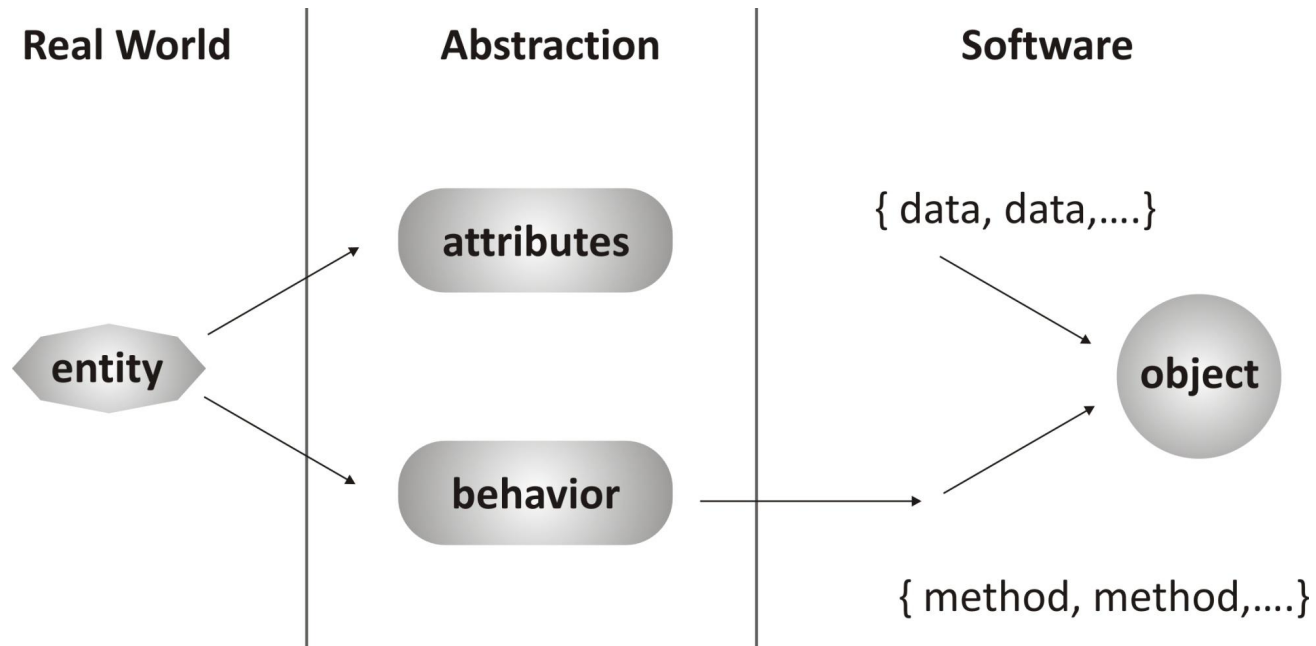 Real World
Abstraction
Software
{ data, data,....}
attributes
entity
object
behavior
{ method, method,....}